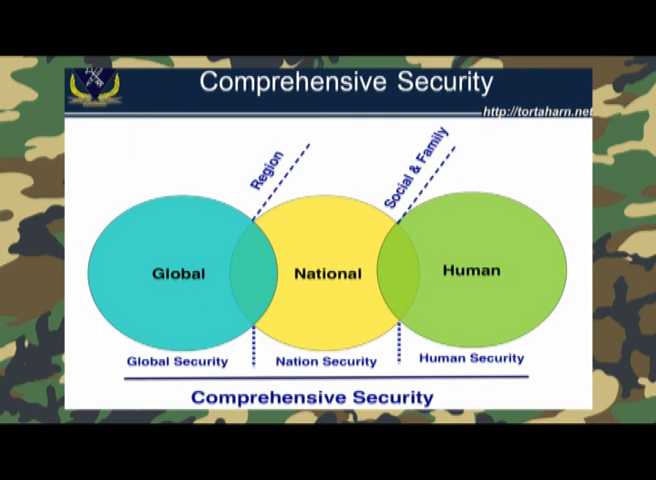 Comprehensive Security
http://tortaharn.net
Region
Social & Family
Global
National
Human
Global Security
Nation Security
Human Security
Comprehensive Security